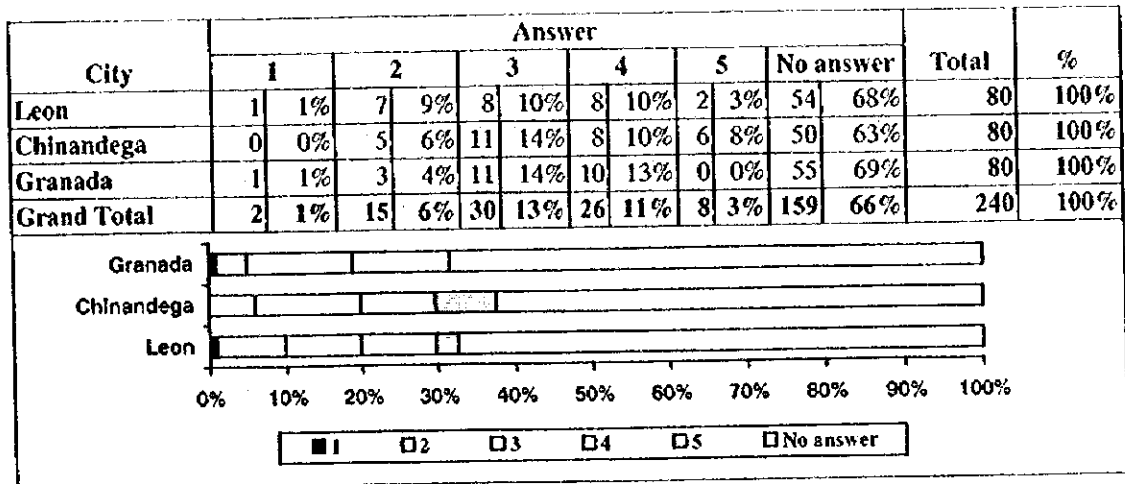 Answer
City 1 2 3 4 5 No answer Total %
Leon 1 1% 7 9% 8 10% 8 10% 2 3% 54 68% 80 100%
Chinandega 0 0% 5 6% 11 14% 8 10% 6 8% 50 63% 80 100%
Granada 1 1% 3 4% 11 14% 10 13% 0 0% 55 69% 80 100%
Grand Total 2 1% 15 6% 30 13% 26 11% 8 3% 159 66% 240 100%
Granada
Chinandega
Leon
0% 10% 20% 30% 40% 50% 60% 70% 80% 90% 100%
1 2 3 4 5 No answer